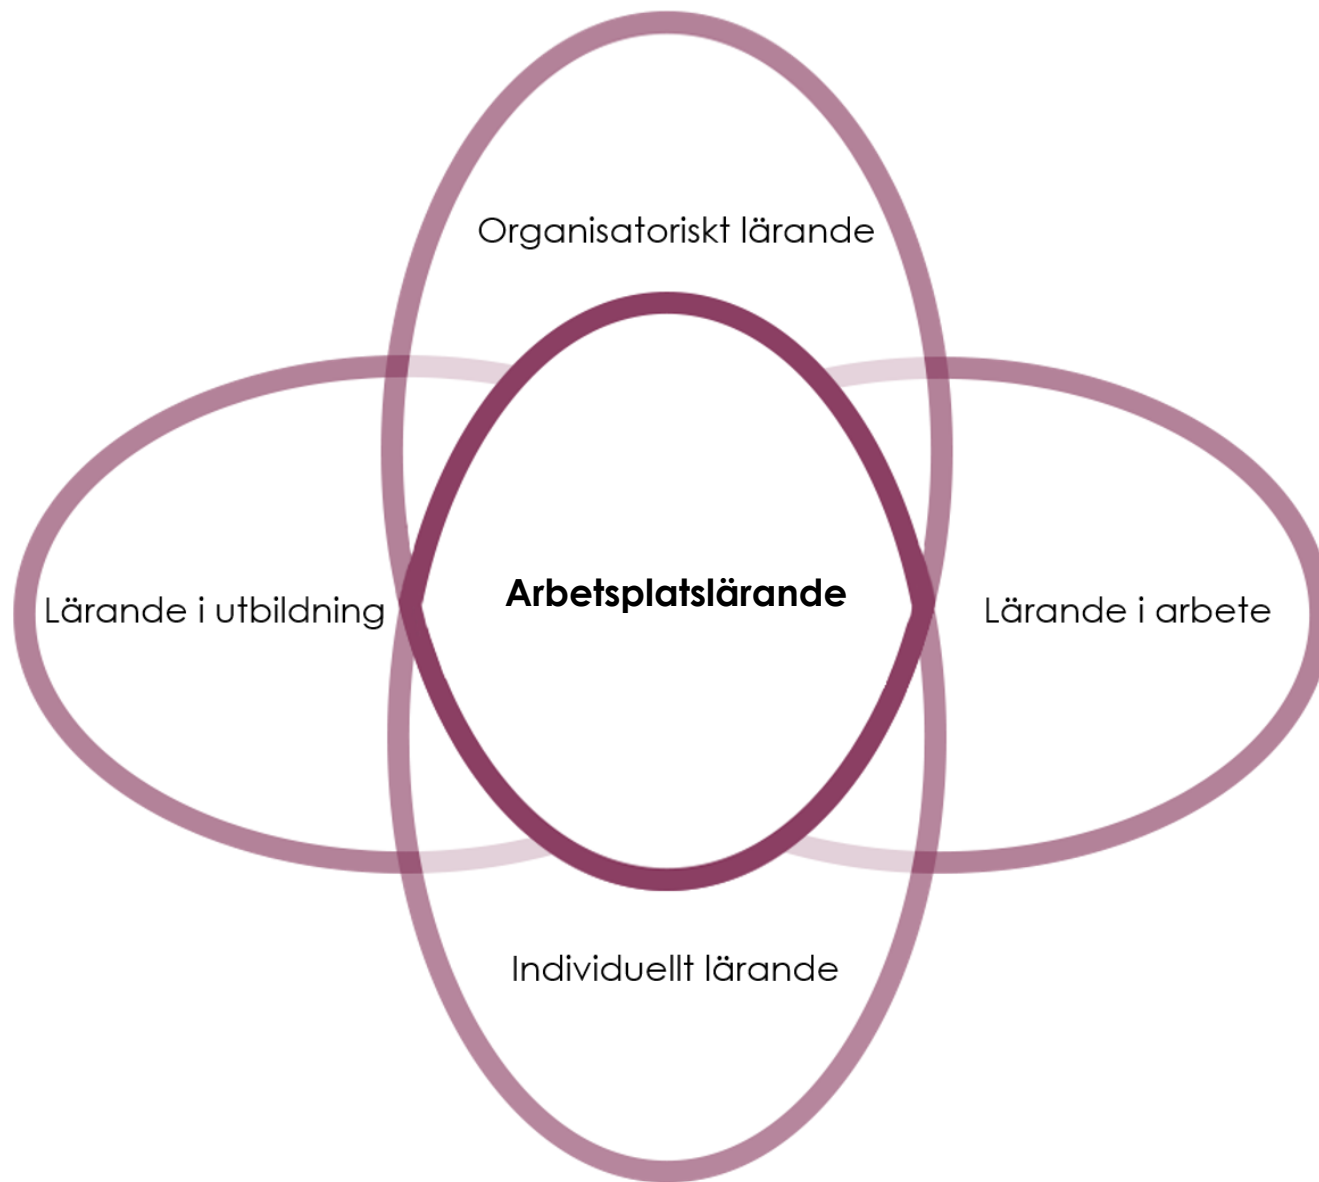 Organisatoriskt lärande
Arbetsplatslärande
Lärande i utbildning
Lärande i arbete
Individuellt lärande